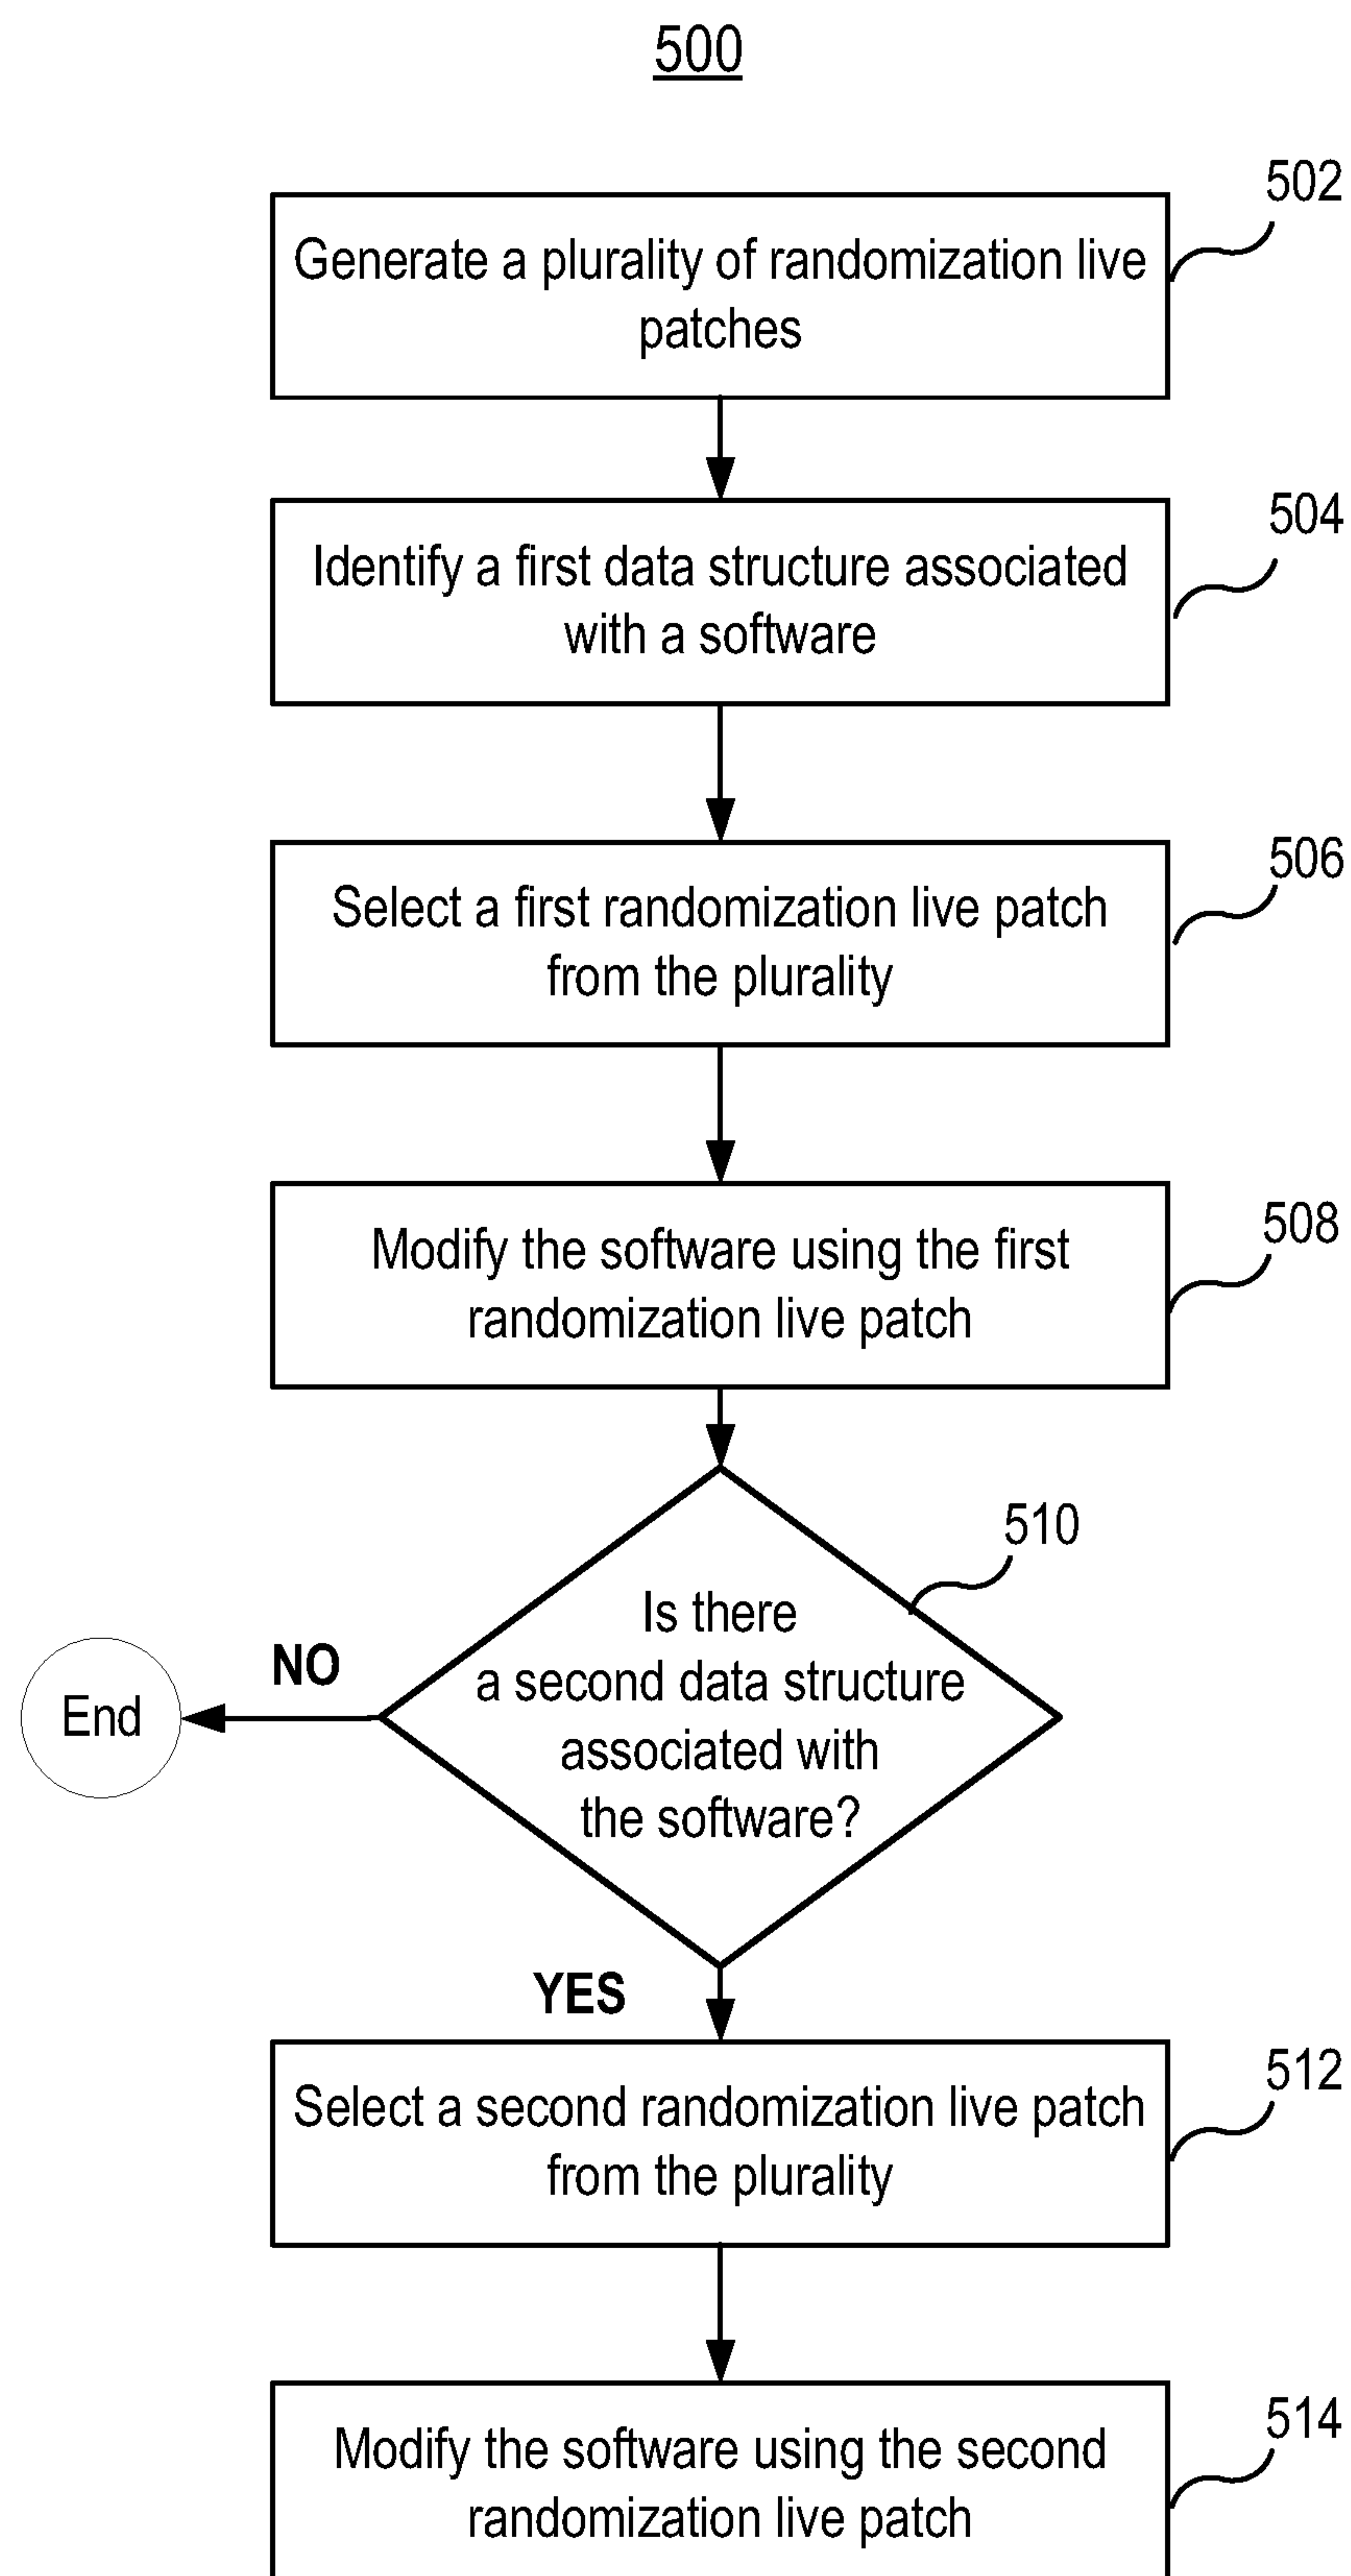 500
502
Generate a plurality of randomization live
patches
504
Identify a first data structure associated
with a software
506
Select a first randomization live patch
from the plurality
508
Modify the software using the first
randomization live patch
510
Is there
a second data structure
associated with
the software?
NO
End
YES
512
Select a second randomization live patch
from the plurality
514
Modify the software using the second
randomization live patch